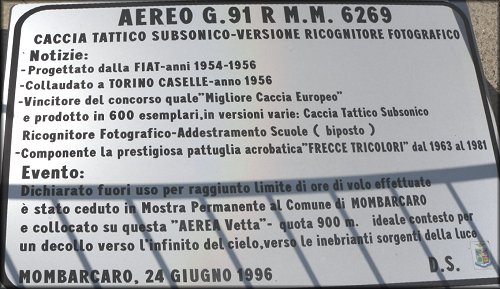 AEREO G.91 R M.M. 6269
CACCIA TATTICO SUBSONICO-VERSIONE RICOGNITORE FOTOGRAFICO
Notizie:
-Progettato dalla FIAT-anni 1954-1956
-Collaudato a TORINO CASELLE-anno 1956
-Vincitore del concorso quale"Migliore Caccia Europeo"
e prodotto in 600 esemplari,in versioni varie: Caccia Tattico Subsonico
Ricognitore Fotografico-Addestramento Scuole ( biposto )
-Componente la prestigiosa pattuglia acrobatica"FRECCE TRICOLORI" dal 1963 al 1981
Evento:
Dichiarato fuori uso per raggiunto limite di ore di volo effettuate
è stato ceduto in Mostra Permanente al Comune di MOMBARCARO
e collocato su questa "AEREA Vetta"- quota 900 m. ideale contesto per
un decollo verso l'infinito del cielo,verso le inebrianti sorgenti della luce
D.S.
MOMBARCARO, 24 GIUGNO 1996